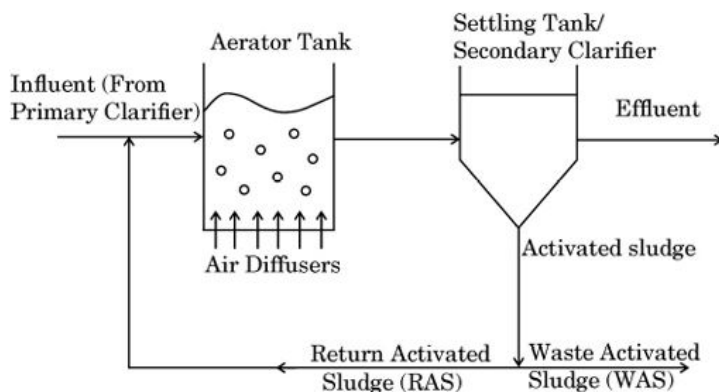 Aerator Tank
Settling Tank/
Secondary Clarifier
Influent (From
Primary Clarifier)
Effluent
Air Diffusers
Activated sludge
Return Activated
Sludge (RAS)
Waste Activated
Sludge (WAS)